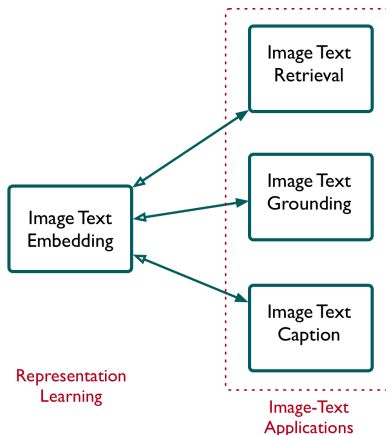 Image Text
Retrieval
Image Text
Grounding
Image Text
Embedding
Image Text
Caption
Representation
Learning
Image-Text
Applications